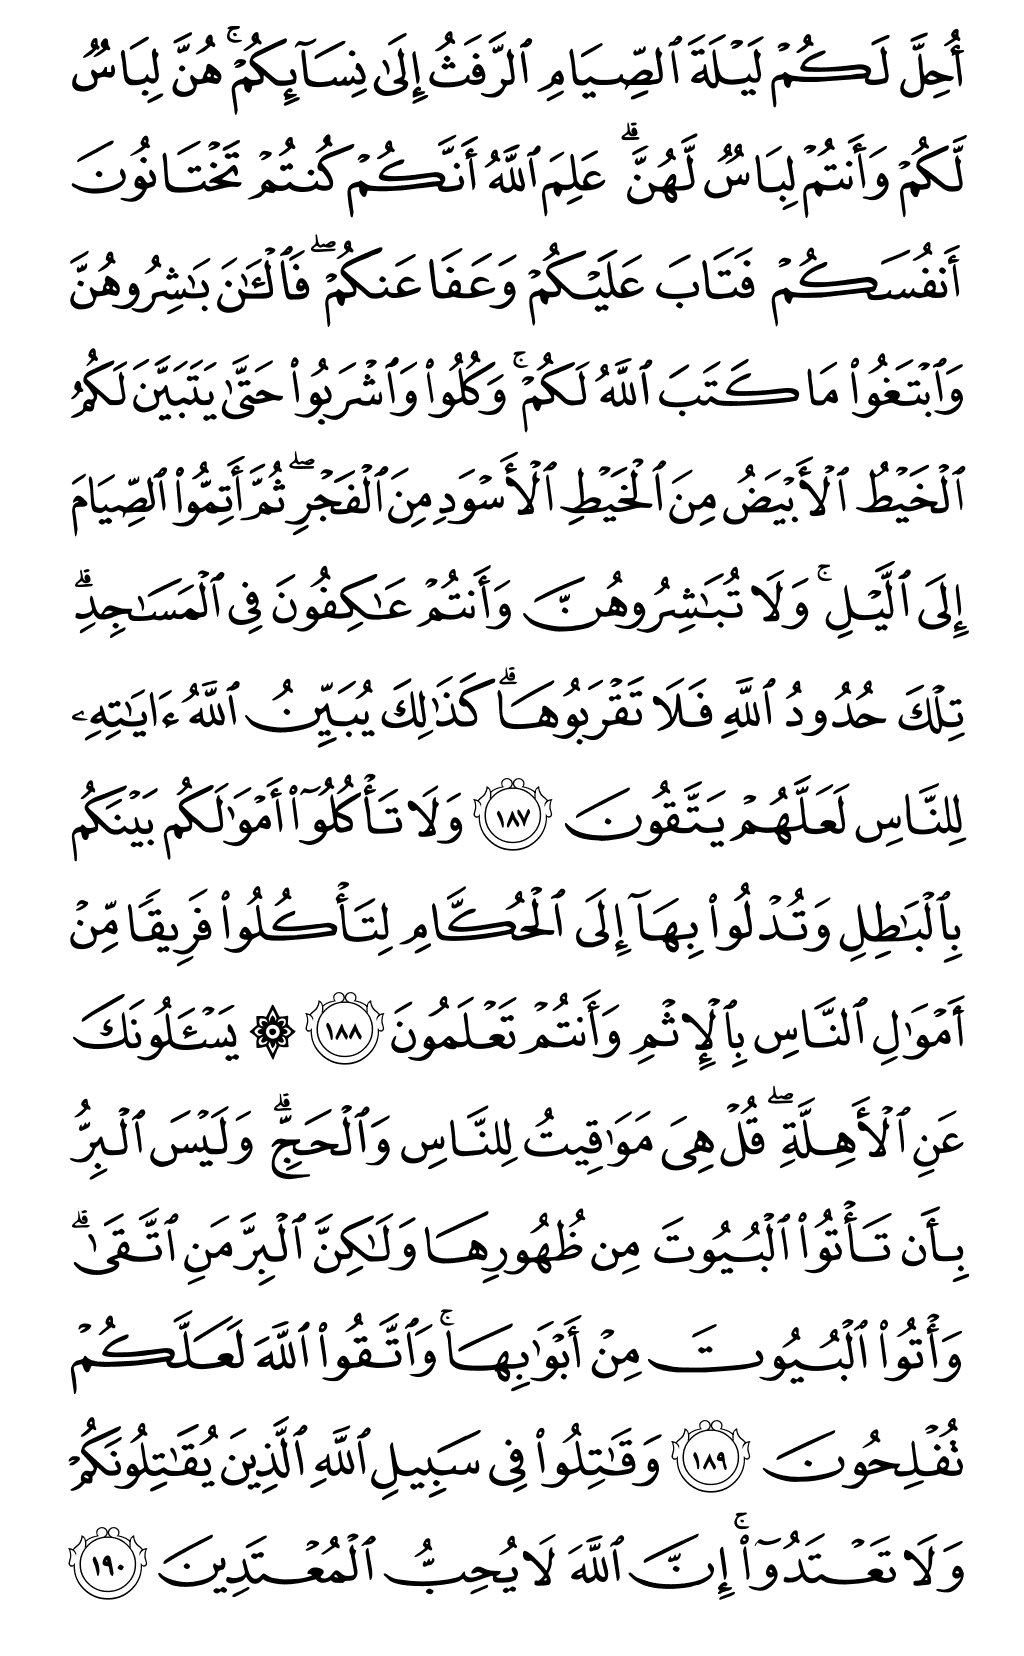 أُحِلَّ لَكُمۡ لَيۡلَةَ ٱلصِّيَامِ ٱلرَّفَثُ إِلَىٰ نِسَآئِكُمۡۚ هُنَّ لِبَاسٞ
لَّكُمۡ وَأَنتُمۡ لِبَاسٞ لَّهُنَّۗ عَلِمَ ٱللَّهُ أَنَّكُمۡ كُنتُمۡ تَخۡتَانُونَ
أَنفُسَكُمۡ فَتَابَ عَلَيۡكُمۡ وَعَفَا عَنكُمۡۖ فَٱلۡـَٰٔنَ بَٰشِرُوهُنَّ
وَٱبۡتَغُواْ مَا كَتَبَ ٱللَّهُ لَكُمۡۚ وَكُلُواْ وَٱشۡرَبُواْ حَتَّىٰ يَتَبَيَّنَ لَكُمُ
ٱلۡخَيۡطُ ٱلۡأَبۡيَضُ مِنَ ٱلۡخَيۡطِ ٱلۡأَسۡوَدِ مِنَ ٱلۡفَجۡرِۖ ثُمَّ أَتِمُّواْ ٱلصِّيَامَ
إِلَى ٱلَّيۡلِۚ وَلَا تُبَٰشِرُوهُنَّ وَأَنتُمۡ عَٰكِفُونَ فِي ٱلۡمَسَٰجِدِۗ
تِلۡكَ حُدُودُ ٱللَّهِ فَلَا تَقۡرَبُوهَاۗ كَذَٰلِكَ يُبَيِّنُ ٱللَّهُ ءَايَٰتِهِۦ
لِلنَّاسِ لَعَلَّهُمۡ يَتَّقُونَ ١٨٧ وَلَا تَأۡكُلُوٓاْ أَمۡوَٰلَكُم بَيۡنَكُم
بِٱلۡبَٰطِلِ وَتُدۡلُواْ بِهَآ إِلَى ٱلۡحُكَّامِ لِتَأۡكُلُواْ فَرِيقٗا مِّنۡ
أَمۡوَٰلِ ٱلنَّاسِ بِٱلۡإِثۡمِ وَأَنتُمۡ تَعۡلَمُونَ ١٨٨ ۞ يَسۡـَٔلُونَكَ
عَنِ ٱلۡأَهِلَّةِۖ قُلۡ هِيَ مَوَٰقِيتُ لِلنَّاسِ وَٱلۡحَجِّۗ وَلَيۡسَ ٱلۡبِرُّ
بِأَن تَأۡتُواْ ٱلۡبُيُوتَ مِن ظُهُورِهَا وَلَٰكِنَّ ٱلۡبِرَّ مَنِ ٱتَّقَىٰۗ
وَأۡتُواْ ٱلۡبُيُوتَ مِنۡ أَبۡوَٰبِهَاۚ وَٱتَّقُواْ ٱللَّهَ لَعَلَّكُمۡ
تُفۡلِحُونَ ١٨٩ وَقَٰتِلُواْ فِي سَبِيلِ ٱللَّهِ ٱلَّذِينَ يُقَٰتِلُونَكُمۡ
وَلَا تَعۡتَدُوٓاْۚ إِنَّ ٱللَّهَ لَا يُحِبُّ ٱلۡمُعۡتَدِينَ ١٩٠